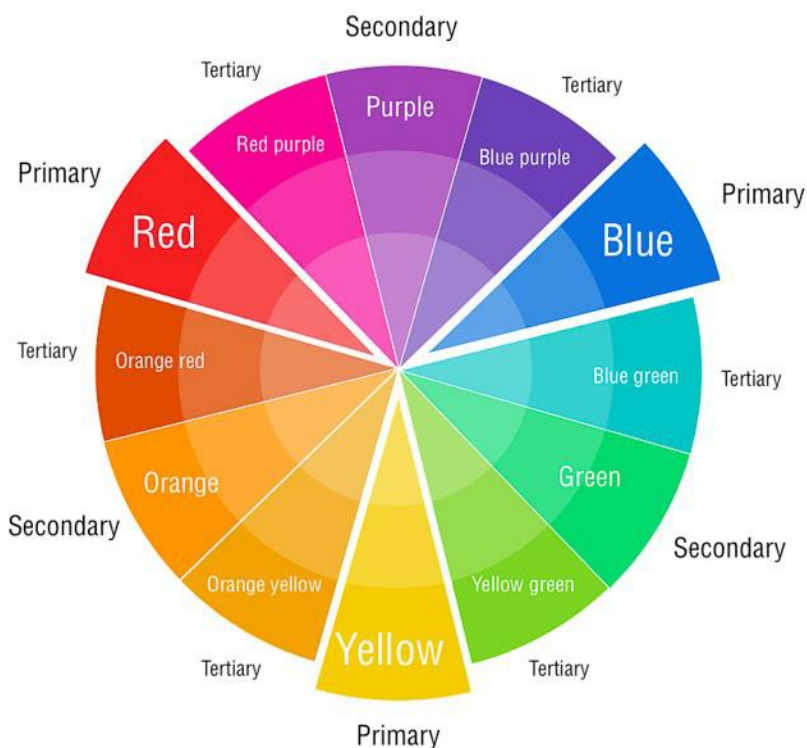 Secondary
Tertiary
Tertiary
Purple
Red purple
Blue purple
Primary
Primary
Red
Blue
Tertiary
Orange red
Blue green
Tertiary
Orange
Green
Secondary
Secondary
Orange yellow
Yellow green
Yellow
Tertiary
Tertiary
Primary